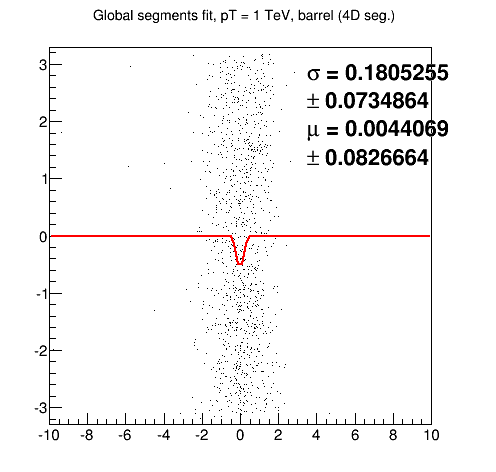 Global segments fit, pT = 1 TeV, barrel (4D seg.)
3
σ = 0.1805255
± 0.0734864
2
μ = 0.0044069
± 0.0826664
1
0
-1
-2
-3
-10 -8 -6 -4 -2 0 2 4 6 8 10